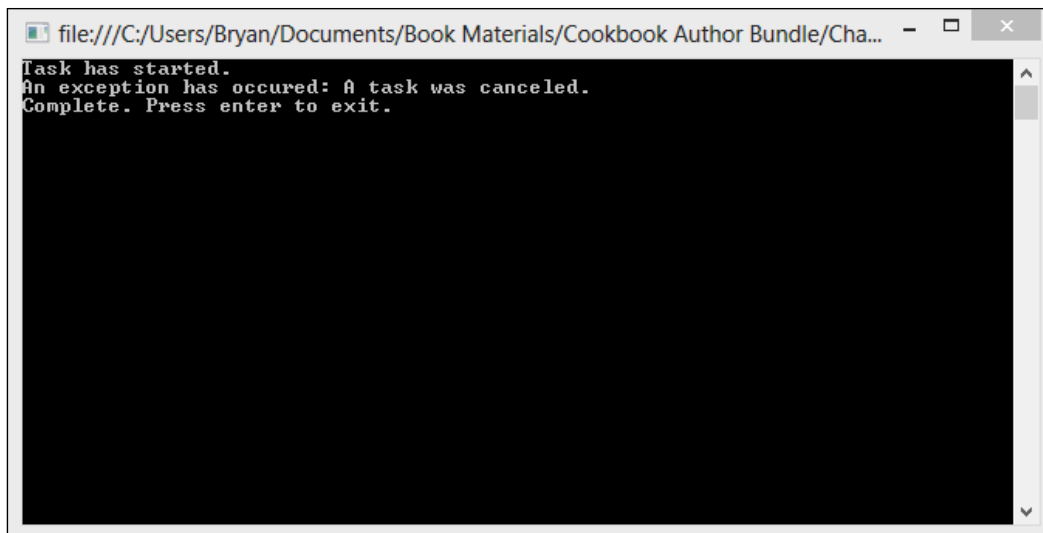 file:///C:/Users/Bryan/Documents/Book Materials/Cookbook Author Bundle/Cha...
Task has started.
An exception has occured: A task was canceled.
Complete. Press enter to exit.